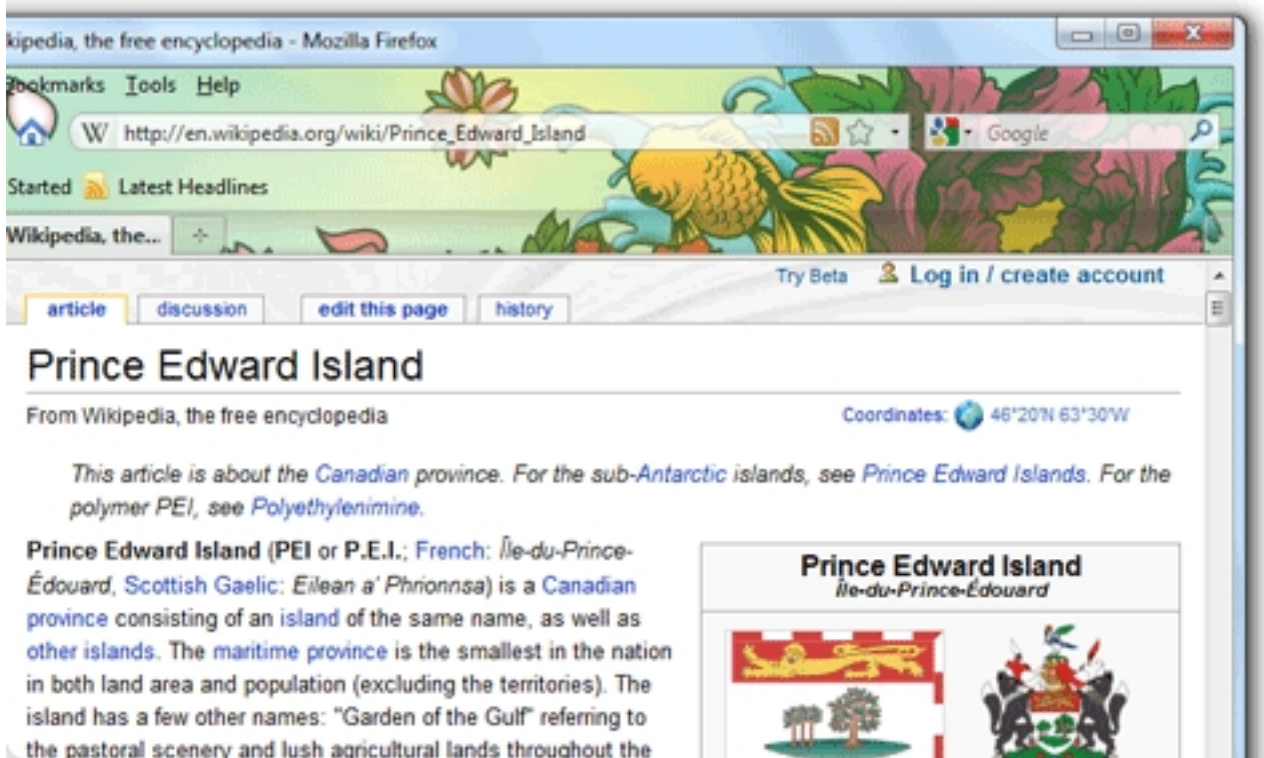 kipedia, the free encyclopedia - Mozilla Firefox
Bookmarks Tools Help
W http://en.wikipedia.org/wiki/Prince_Edward_Island Google
Started Latest Headlines
Wikipedia, the...
Try Beta Log in / create account
article discussion edit this page history
Prince Edward Island
From Wikipedia, the free encyclopedia
Coordinates: 46°20'N 63°30'W
This article is about the Canadian province. For the sub-Antarctic islands, see Prince Edward Islands. For the
polymer PEI, see Polyethylenimine.
Prince Edward Island (PEI or P.E.I.; French: Île-du-Prince-
Édouard, Scottish Gaelic: Eilean a' Phrionnsa) is a Canadian
province consisting of an island of the same name, as well as
other islands. The maritime province is the smallest in the nation
in both land area and population (excluding the territories). The
island has a few other names: "Garden of the Gulf" referring to
the pastoral scenery and lush agricultural lands throughout the
Prince Edward Island
Île-du-Prince-Édouard